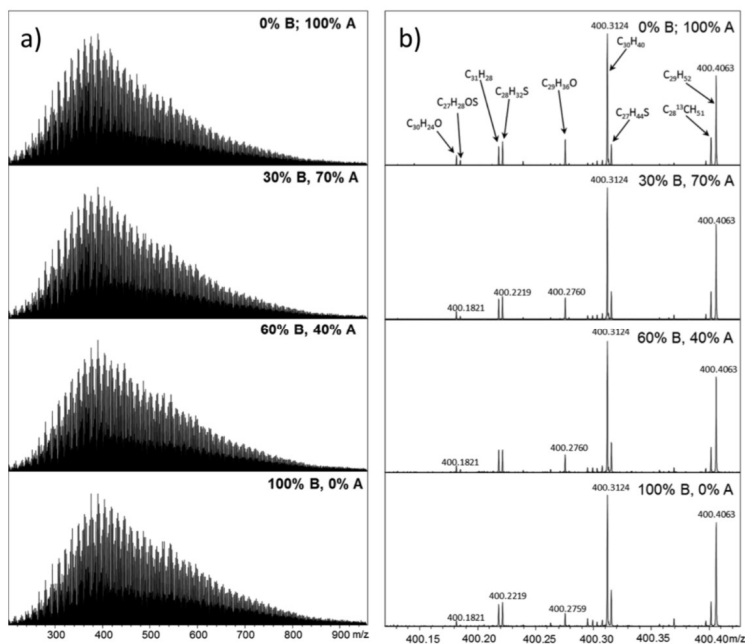 a)
0% B; 100% A
30% B, 70% A
60% B, 40% A
100% B, 0% A
300 400 500 600 700 800 900 m/z
b)
400.3124
0% B; 100% A
C₃₀H₄₀
400.4063
C₃₁H₂₈
C₂₉H₃₆O
C₂₉H₅₂
C₂₇H₂₈OS
C₂₈H₃₂S
C₃₀H₂₄O
C₂₇H₄₄S
C₂₈¹³CH₅₁
400.3124
30% B, 70% A
400.4063
400.2219
400.2760
400.1821
400.3124
60% B, 40% A
400.4063
400.2760
400.1821
400.3124
100% B, 0% A
400.4063
400.2219
400.2759
400.1821
400.15 400.20 400.25 400.30 400.35 400.40 m/z